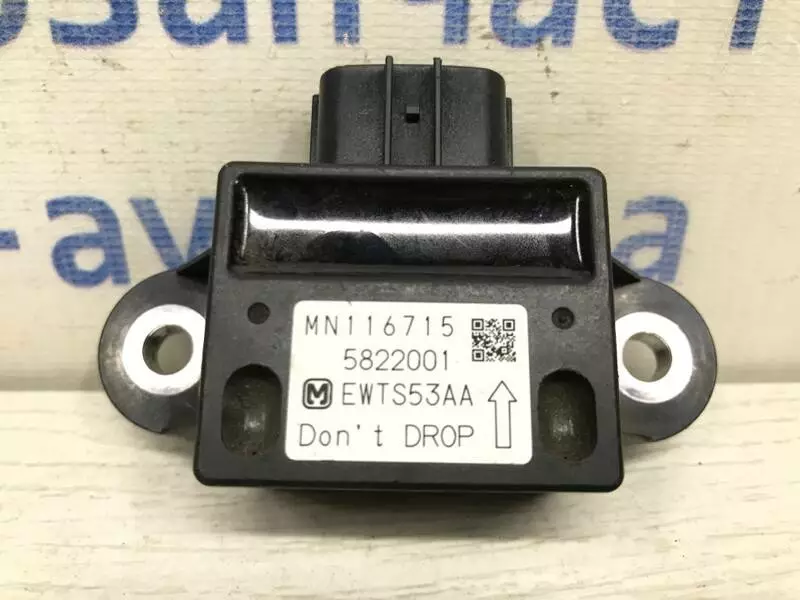 MN116715
5822001
M EWTS53AA
Don't DROP